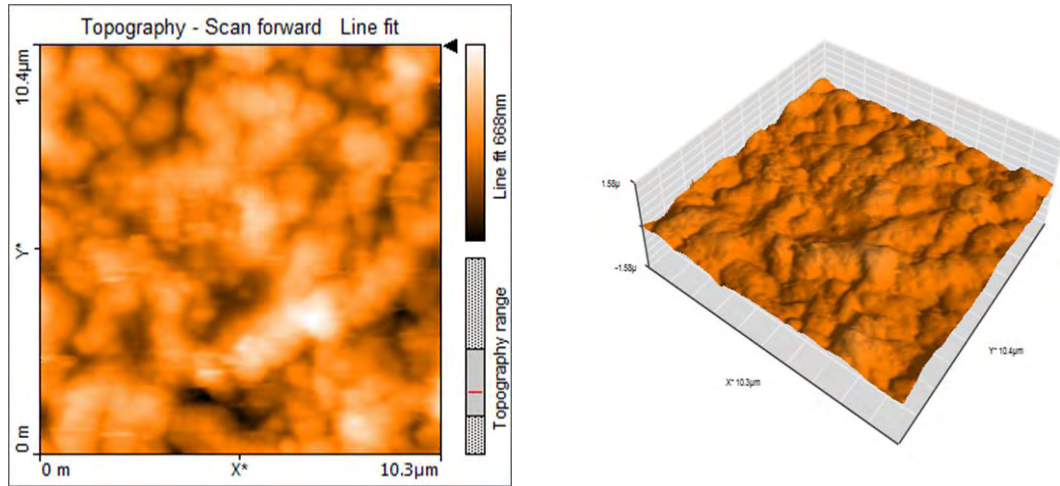 Topography - Scan forward Line fit
10.4µm
Y*
0 m
0 m
X*
10.3µm
Line fit 668nm
Topography range
1.58µ
-1.58µ
X* 10.3µm
Y* 10.4µm